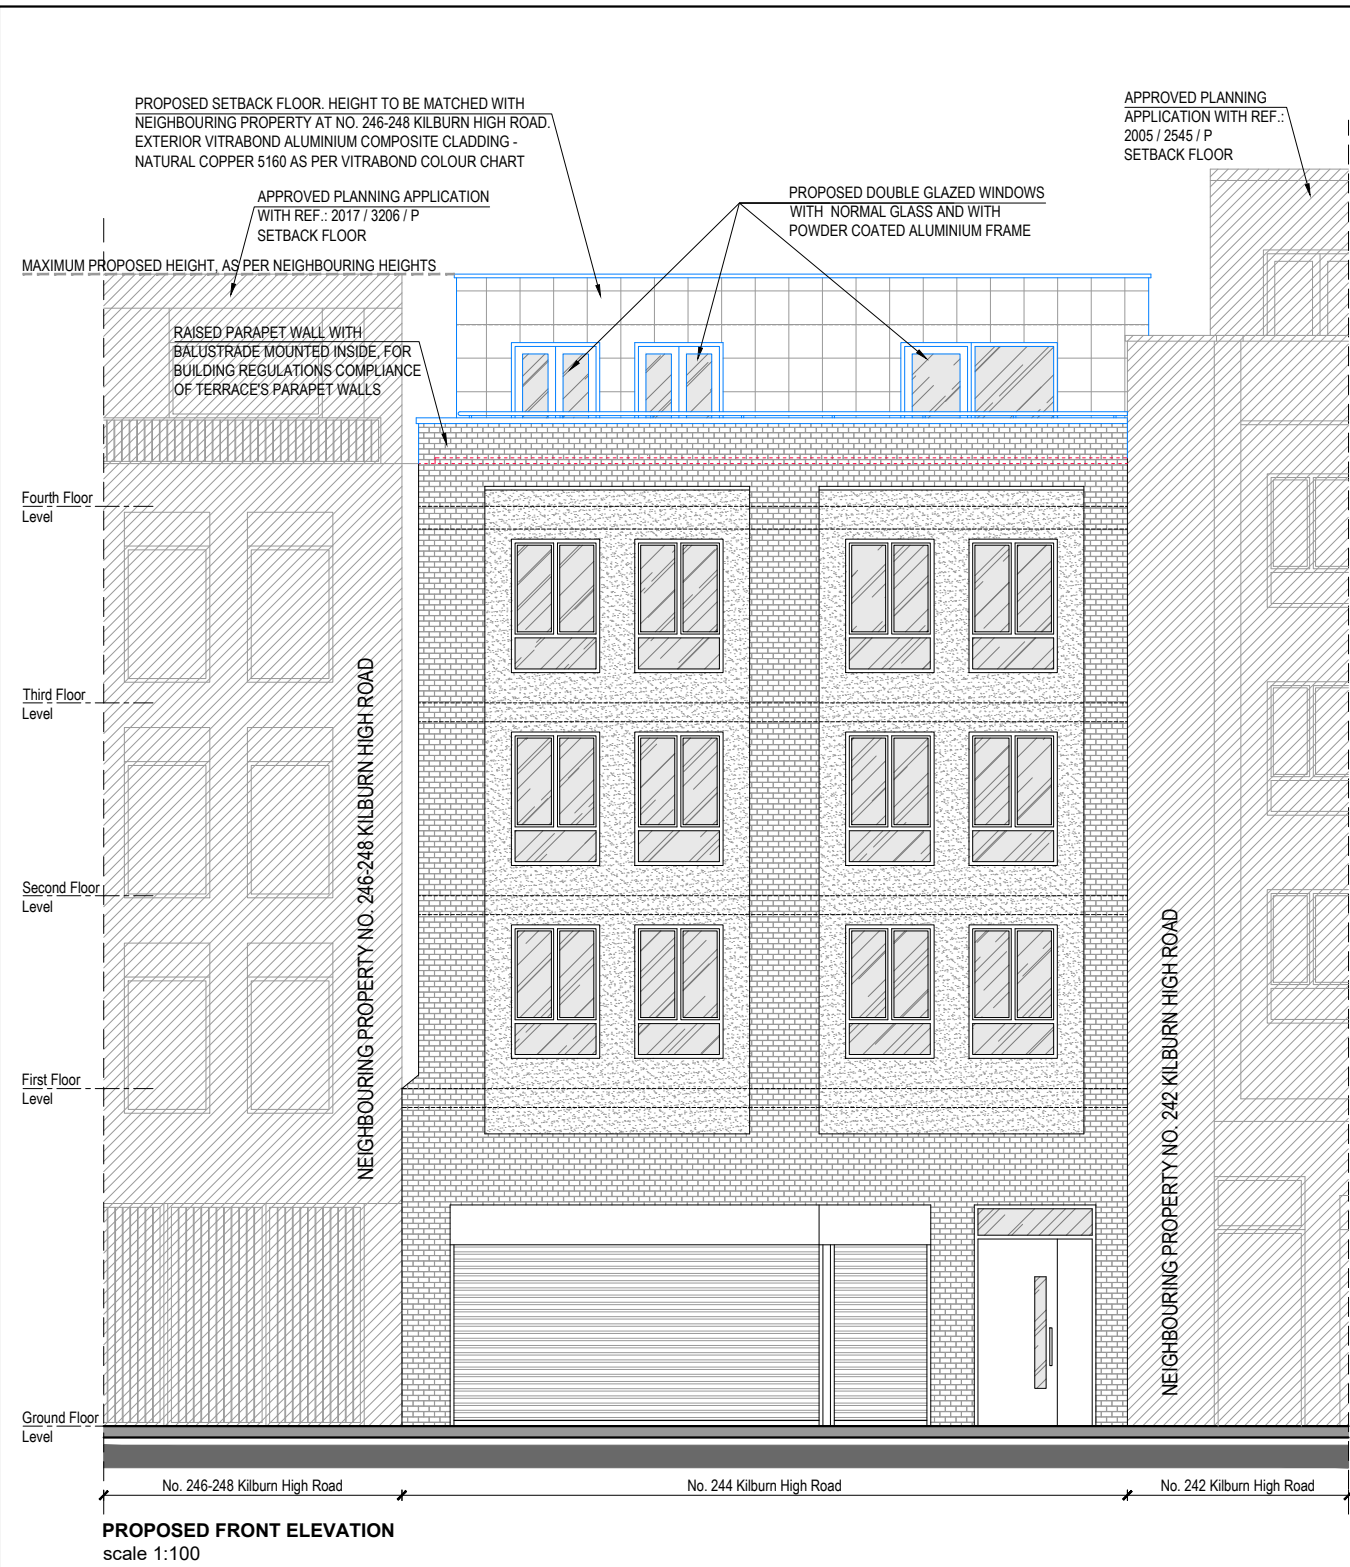 PROPOSED SETBACK FLOOR. HEIGHT TO BE MATCHED WITH
NEIGHBOURING PROPERTY AT NO. 246-248 KILBURN HIGH ROAD.
EXTERIOR VITRABOND ALUMINIUM COMPOSITE CLADDING -
NATURAL COPPER 5160 AS PER VITRABOND COLOUR CHART
APPROVED PLANNING
APPLICATION WITH REF.:
2005 / 2545 / P
SETBACK FLOOR
APPROVED PLANNING APPLICATION
WITH REF.: 2017 / 3206 / P
SETBACK FLOOR
PROPOSED DOUBLE GLAZED WINDOWS
WITH NORMAL GLASS AND WITH
POWDER COATED ALUMINIUM FRAME
MAXIMUM PROPOSED HEIGHT, AS PER NEIGHBOURING HEIGHTS
RAISED PARAPET WALL WITH
BALUSTRADE MOUNTED INSIDE, FOR
BUILDING REGULATIONS COMPLIANCE
OF TERRACE'S PARAPET WALLS
Fourth Floor
Level
Third Floor
Level
Second Floor
Level
First Floor
Level
Ground Floor
Level
NEIGHBOURING PROPERTY NO. 246-248 KILBURN HIGH ROAD
NEIGHBOURING PROPERTY NO. 242 KILBURN HIGH ROAD
No. 246-248 Kilburn High Road
No. 244 Kilburn High Road
No. 242 Kilburn High Road
PROPOSED FRONT ELEVATION
scale 1:100